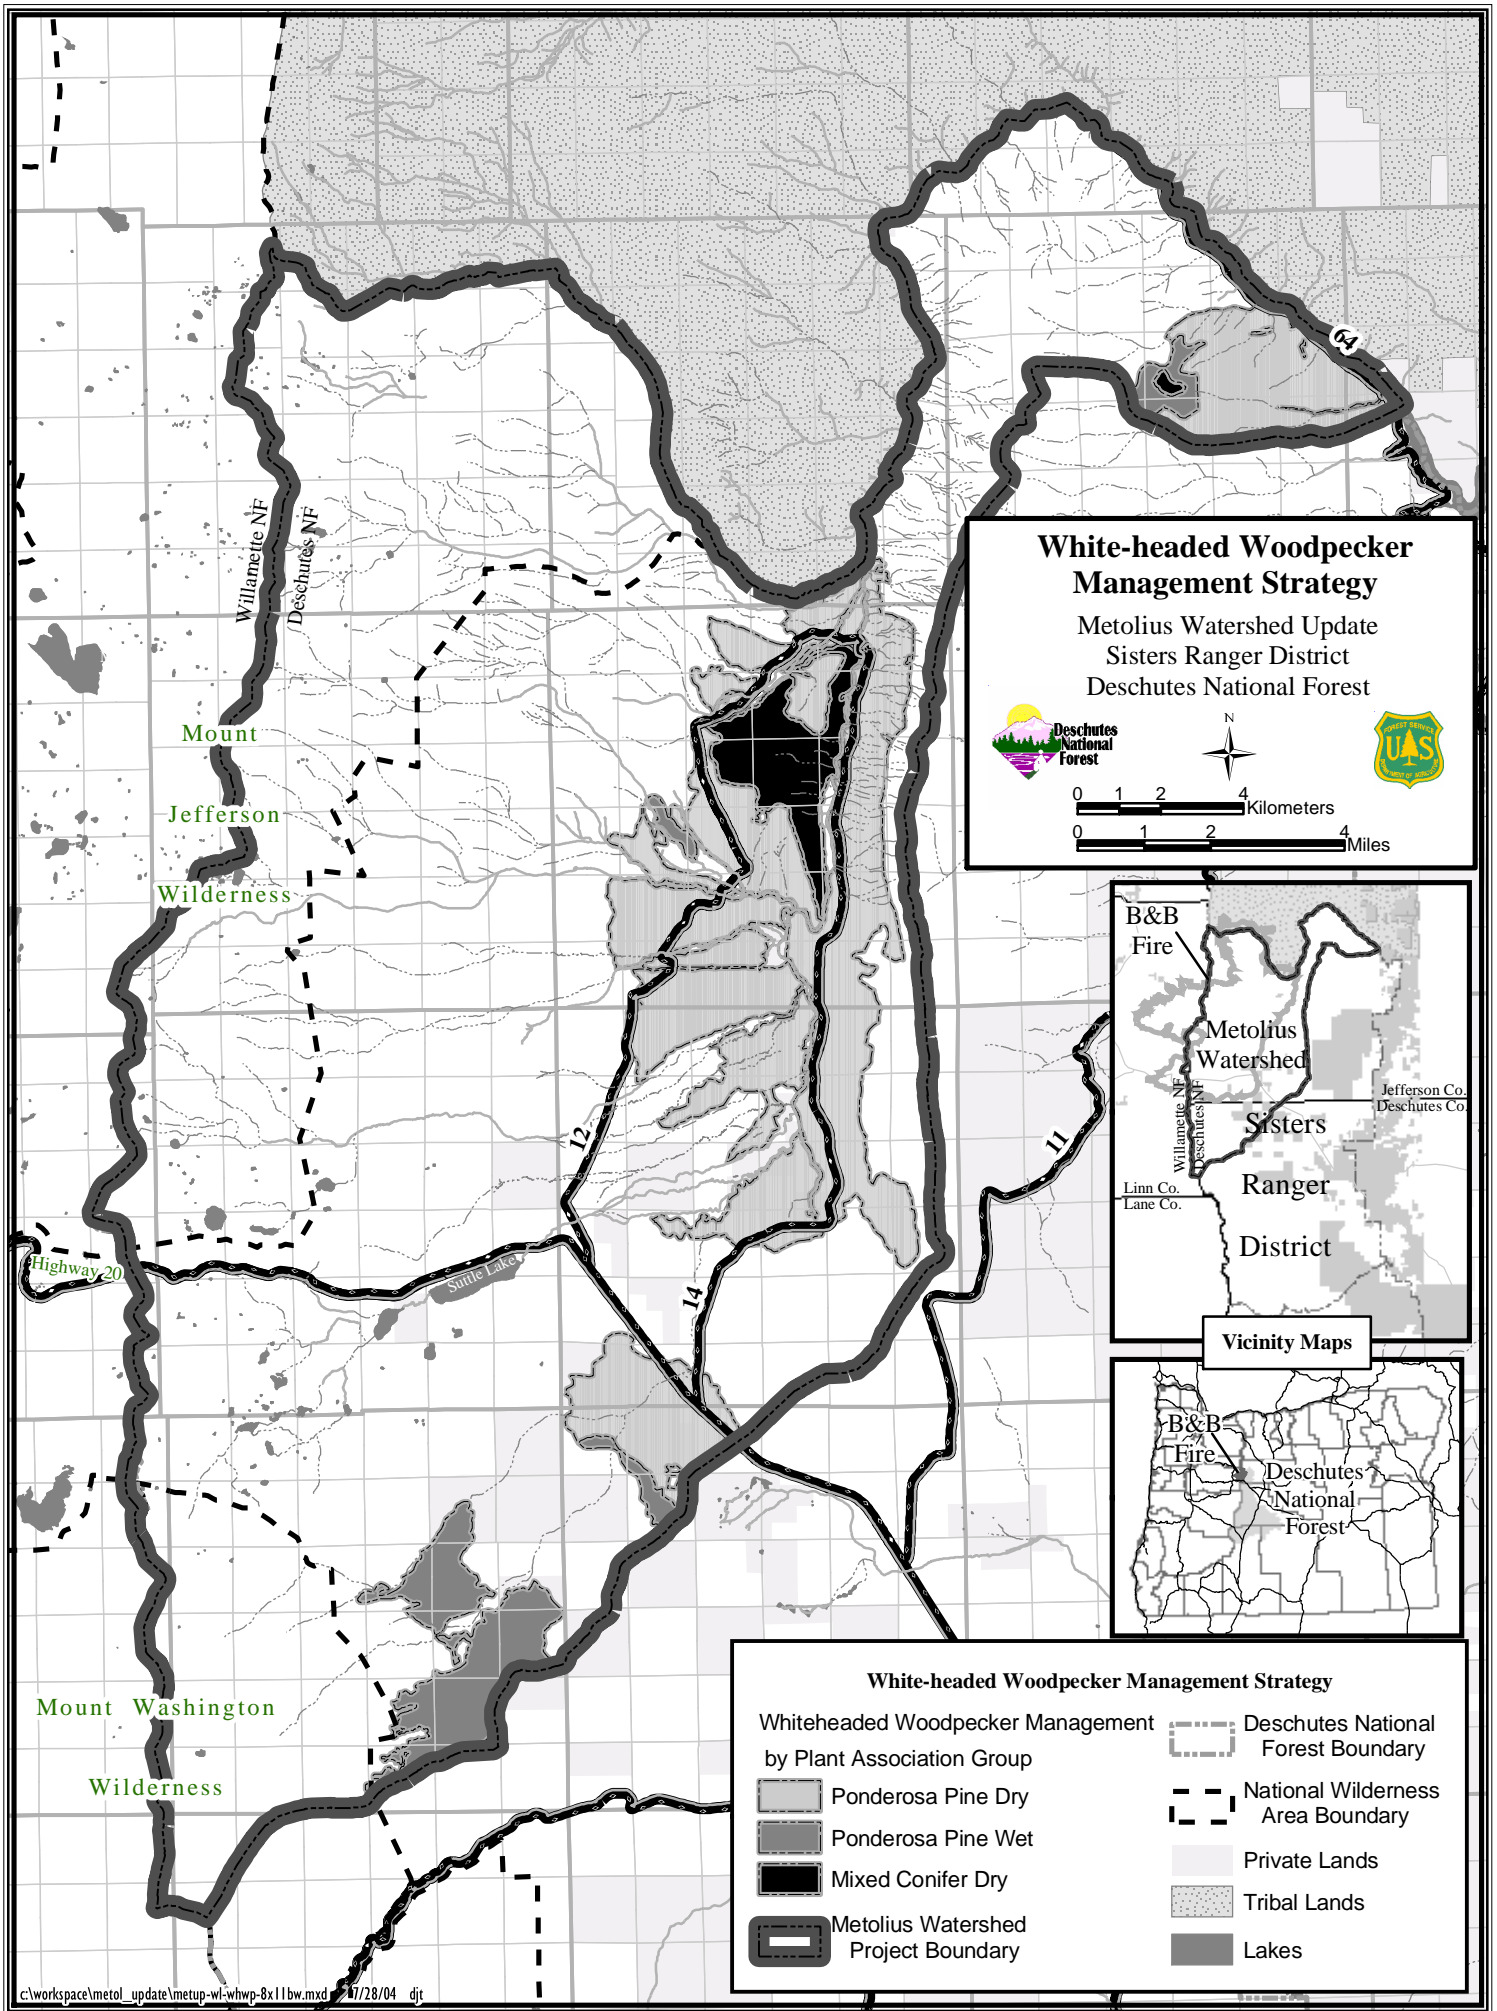 64
Willamette NF
Deschutes NF
White-headed Woodpecker
Management Strategy
Metolius Watershed Update
Sisters Ranger District
Deschutes National Forest
Deschutes
National
Forest
N
FOREST SERVICE
UAS
DEPARTMENT OF AGRICULTURE
0 1 2 4
Kilometers
0 1 2 4
Miles
Mount
Jefferson
Wilderness
B&B
Fire
Metolius
Watershed
Jefferson Co.
Deschutes Co.
Willamette NF
Deschutes NF
Sisters
Ranger
District
Linn Co.
Lane Co.
12
11
Highway 20
Suttle Lake
14
Vicinity Maps
B&B
Fire
Deschutes
National
Forest
Mount Washington
Wilderness
White-headed Woodpecker Management Strategy
Whiteheaded Woodpecker Management
by Plant Association Group
Ponderosa Pine Dry
Ponderosa Pine Wet
Mixed Conifer Dry
Metolius Watershed
Project Boundary
Deschutes National
Forest Boundary
National Wilderness
Area Boundary
Private Lands
Tribal Lands
Lakes
c:\workspace\metol_update\metup-wl-whwp-8x11bw.mxd 7/28/04 djt